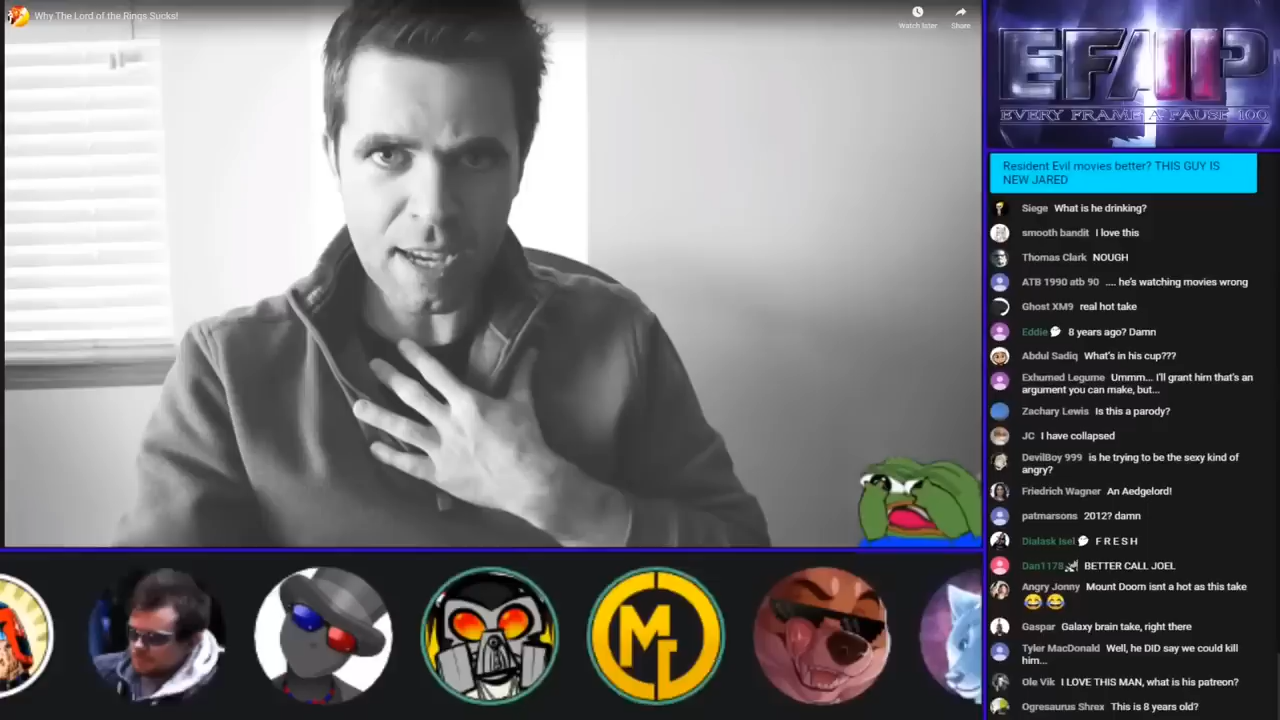 Why The Lord of the Rings Sucks!
Watch later
Share
EFAP
EVERY FRAME A PAUSE 100
Resident Evil movies better? THIS GUY IS
NEW JARED
Siege What is he drinking?
smooth bandit I love this
Thomas Clark NOUGH
ATB 1990 atb 90 .... he's watching movies wrong
Ghost XM9 real hot take
Eddie 8 years ago? Damn
Abdul Sadiq What's in his cup???
Exhumed Legume Ummm... I'll grant him that's an
argument you can make, but...
Zachary Lewis Is this a parody?
JC I have collapsed
DevilBoy 999 is he trying to be the sexy kind of
angry?
Friedrich Wagner An Aedgelord!
patmarsons 2012? damn
Dialask Isel F R E S H
Dan1178 BETTER CALL JOEL
Angry Jonny Mount Doom isnt a hot as this take
😂 😂
Gaspar Galaxy brain take, right there
Tyler MacDonald Well, he DID say we could kill
him...
Ole Vik I LOVE THIS MAN, what is his patreon?
Ogresaurus Shrex This is 8 years old?